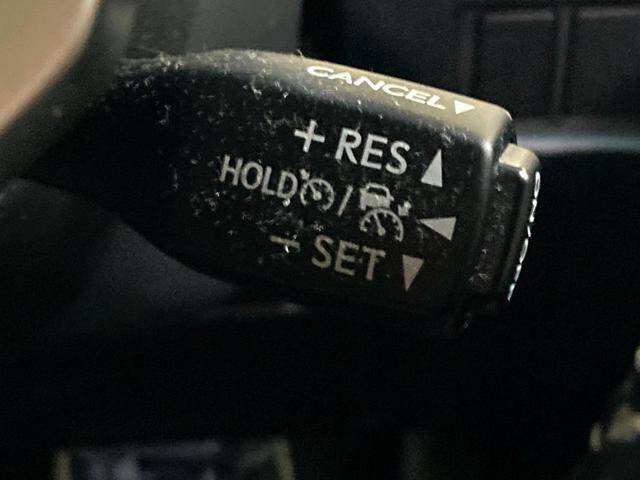 CANCEL
+ RES
HOLD /
- SET